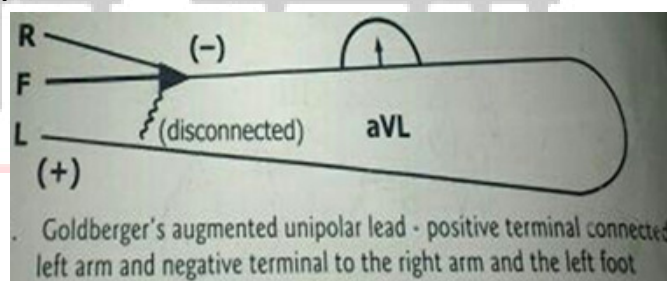 R
(-)
F
(disconnected)
aVL
L
(+)
. Goldberger's augmented unipolar lead - positive terminal connected
left arm and negative terminal to the right arm and the left foot